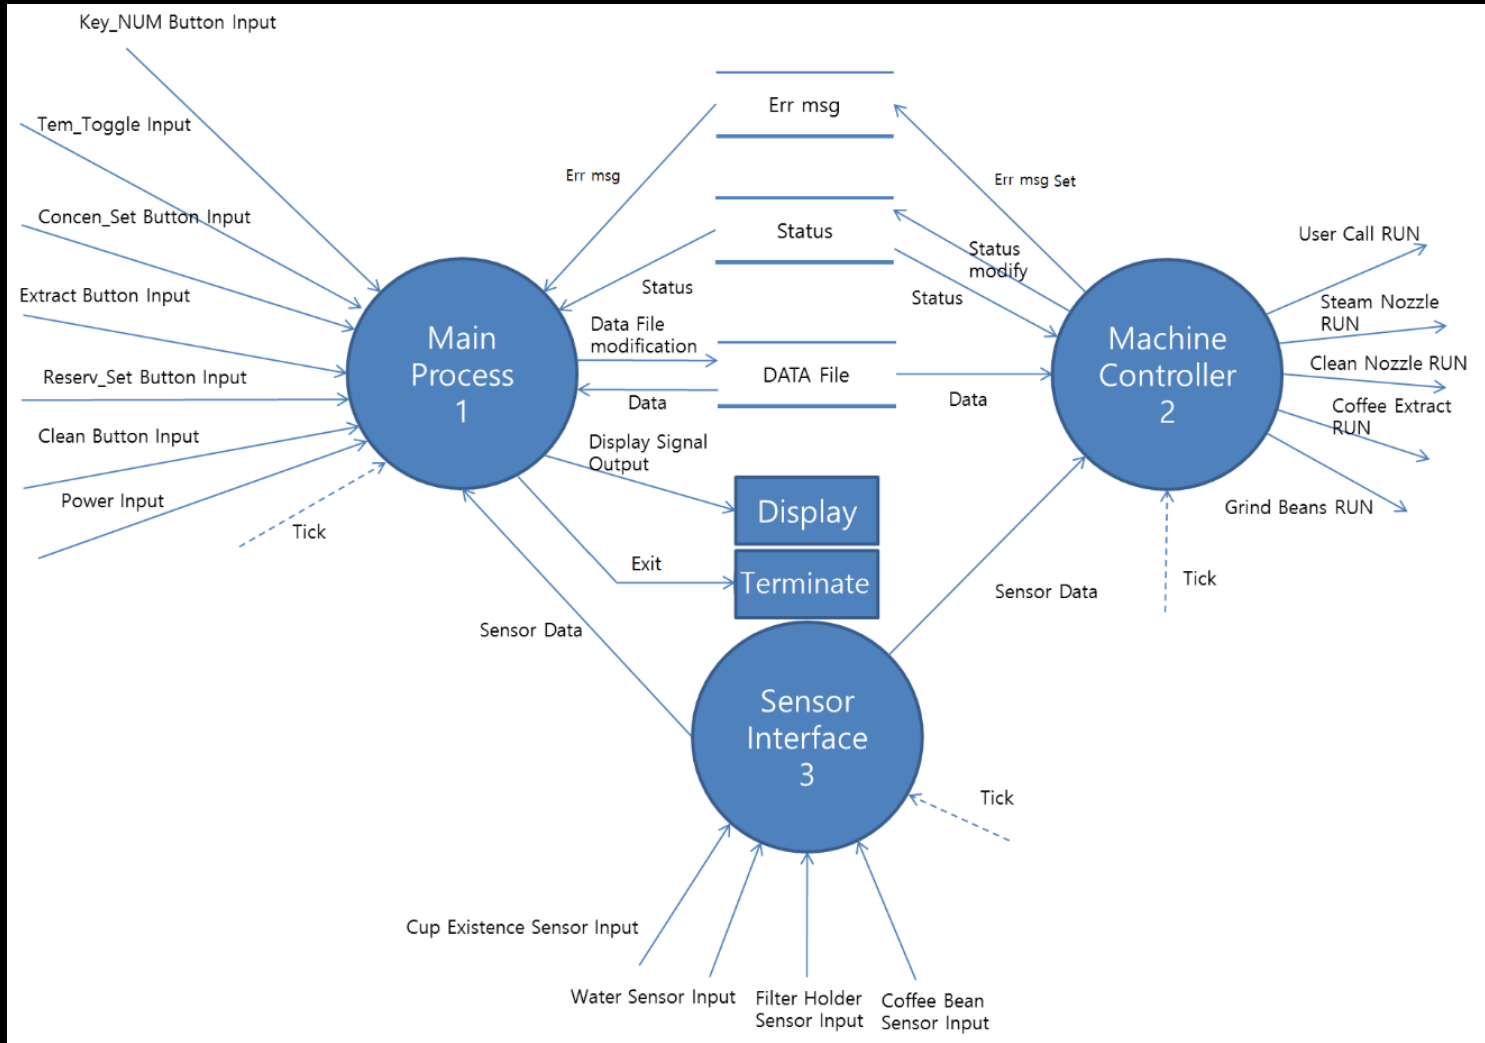 Key_NUM Button Input
Tem_Toggle Input
Concen_Set Button Input
Extract Button Input
Reserv_Set Button Input
Clean Button Input
Power Input
Tick
Main
Process
1
Err msg
Err msg
Err msg Set
Status
Status
Status
modify
Status
Data File
modification
DATA File
Data
Data
Display Signal
Output
Display
Exit
Terminate
Machine
Controller
2
User Call RUN
Steam Nozzle
RUN
Clean Nozzle RUN
Coffee Extract
RUN
Grind Beans RUN
Tick
Sensor Data
Sensor Data
Sensor
Interface
3
Tick
Cup Existence Sensor Input
Water Sensor Input
Filter Holder
Sensor Input
Coffee Bean
Sensor Input